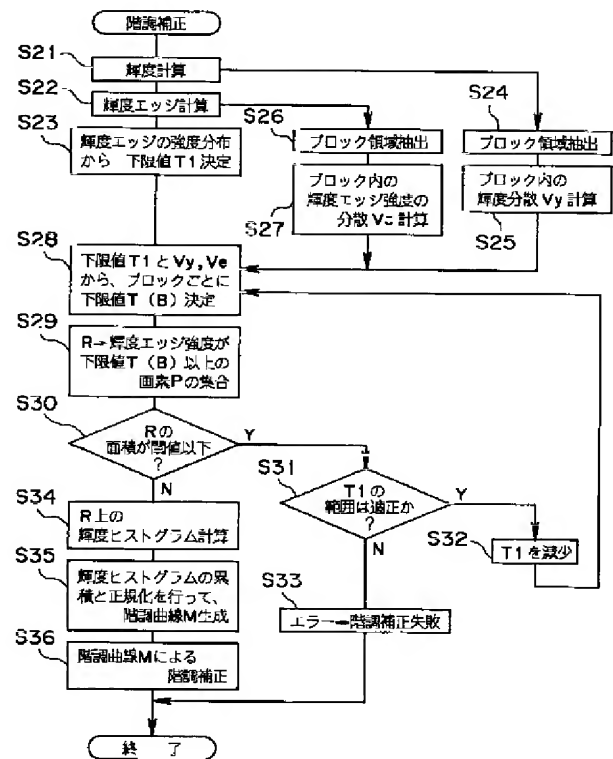 階調補正
S21
輝度計算
S22
輝度エッジ計算
S23
輝度エッジの強度分布
から 下限値T1決定
S24
ブロック領域抽出
ブロック内の
輝度分散Vy計算
S25
S26
ブロック領域抽出
ブロック内の
輝度エッジ強度の
分散Ve計算
S27
S28
下限値T1とVy,Ve
から、ブロックごとに
下限値T(B)決定
S29
R→輝度エッジ強度が
下限値T(B)以上の
画素Pの集合
S30
Rの
面積が閾値以下
?
Y
N
S31
T1の
範囲は適正か
?
Y
N
S32
T1を減少
S33
エラー→階調補正失敗
S34
R上の
輝度ヒストグラム計算
S35
輝度ヒストグラムの累
積と正規化を行って、
階調曲線M生成
S36
階調曲線Mによる
階調補正
終 了